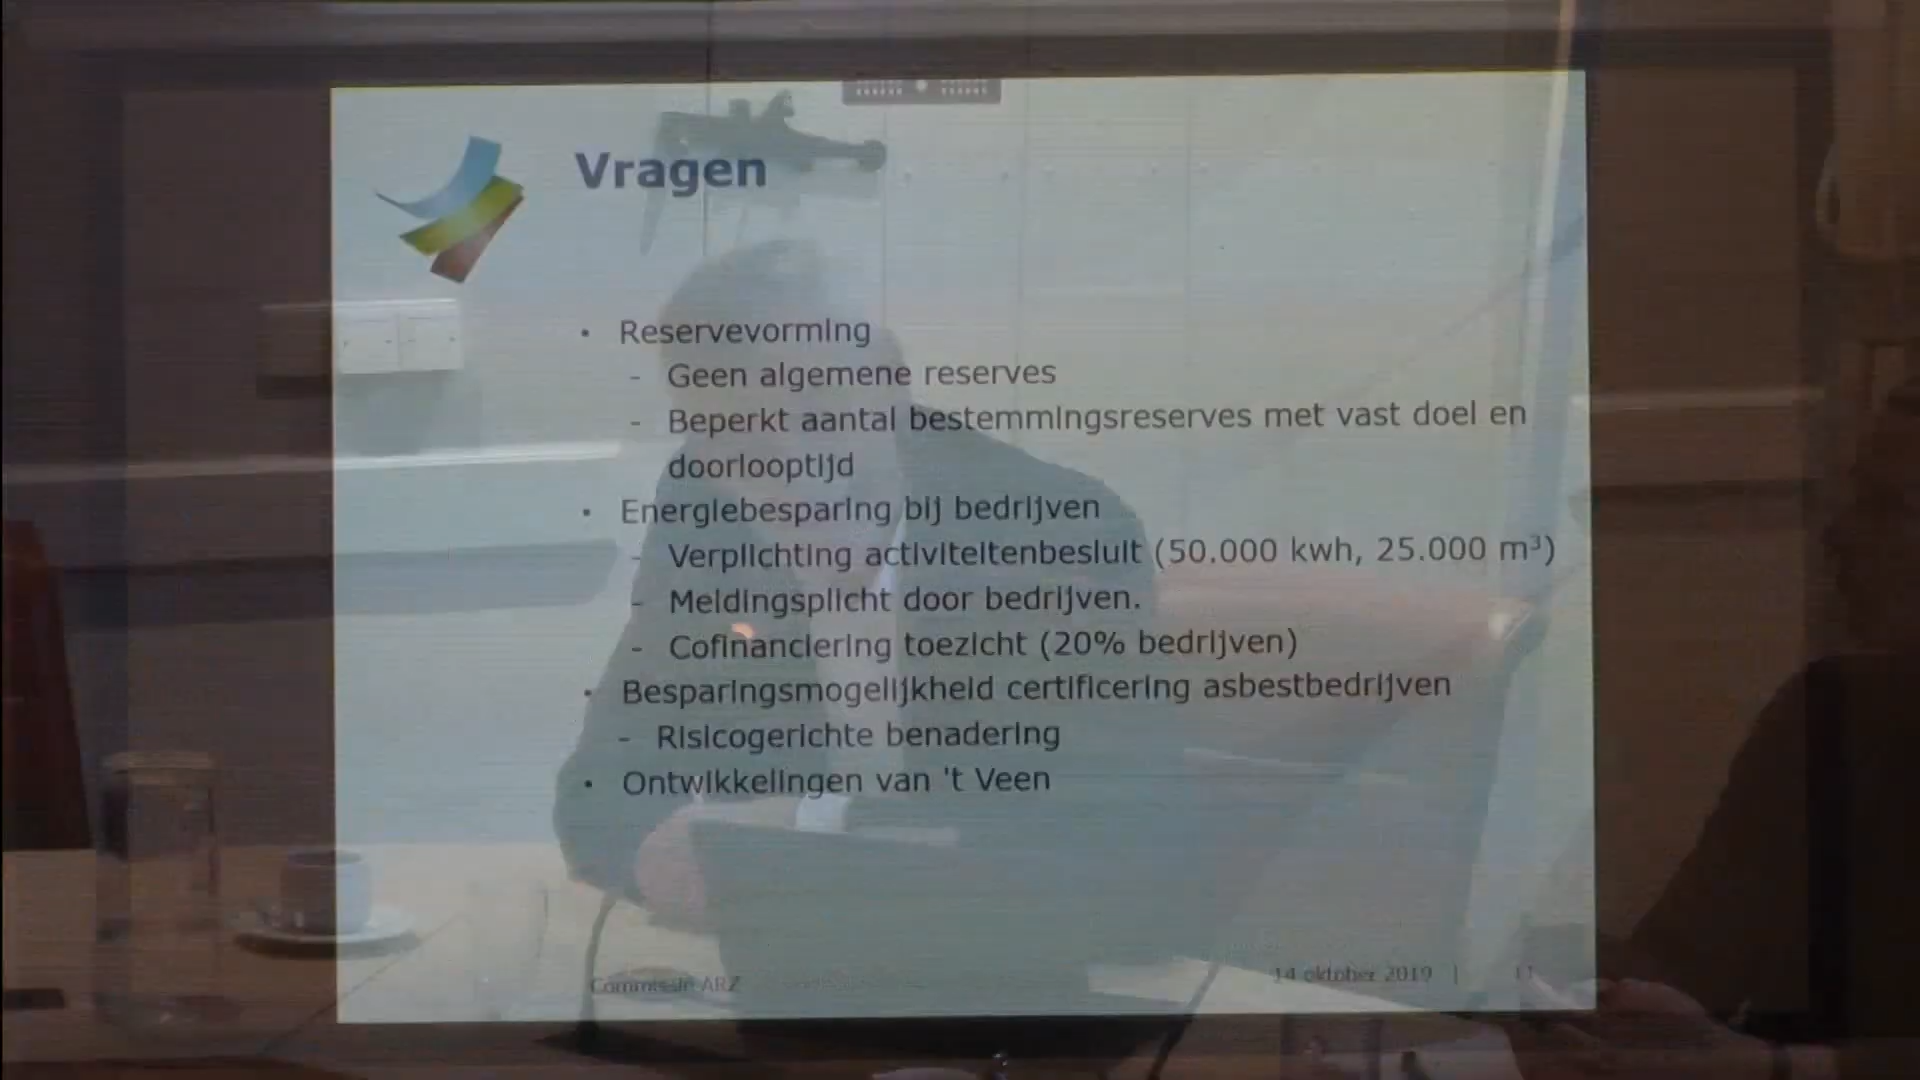 Vragen
• Reservevorming
- Geen algemene reserves
- Beperkt aantal bestemmingsreserves met vast doel en
doorlooptijd
• Energiebesparing bij bedrijven
- Verplichting activiteitenbesluit (50.000 kwh, 25.000 m³)
- Meldingsplicht door bedrijven.
- Cofinanciering toezicht (20% bedrijven)
• Besparingsmogelijkheid certificering asbestbedrijven
- Risicogerichte benadering
• Ontwikkelingen van 't Veen
Commissie ARZ
14 oktober 2019 | 11